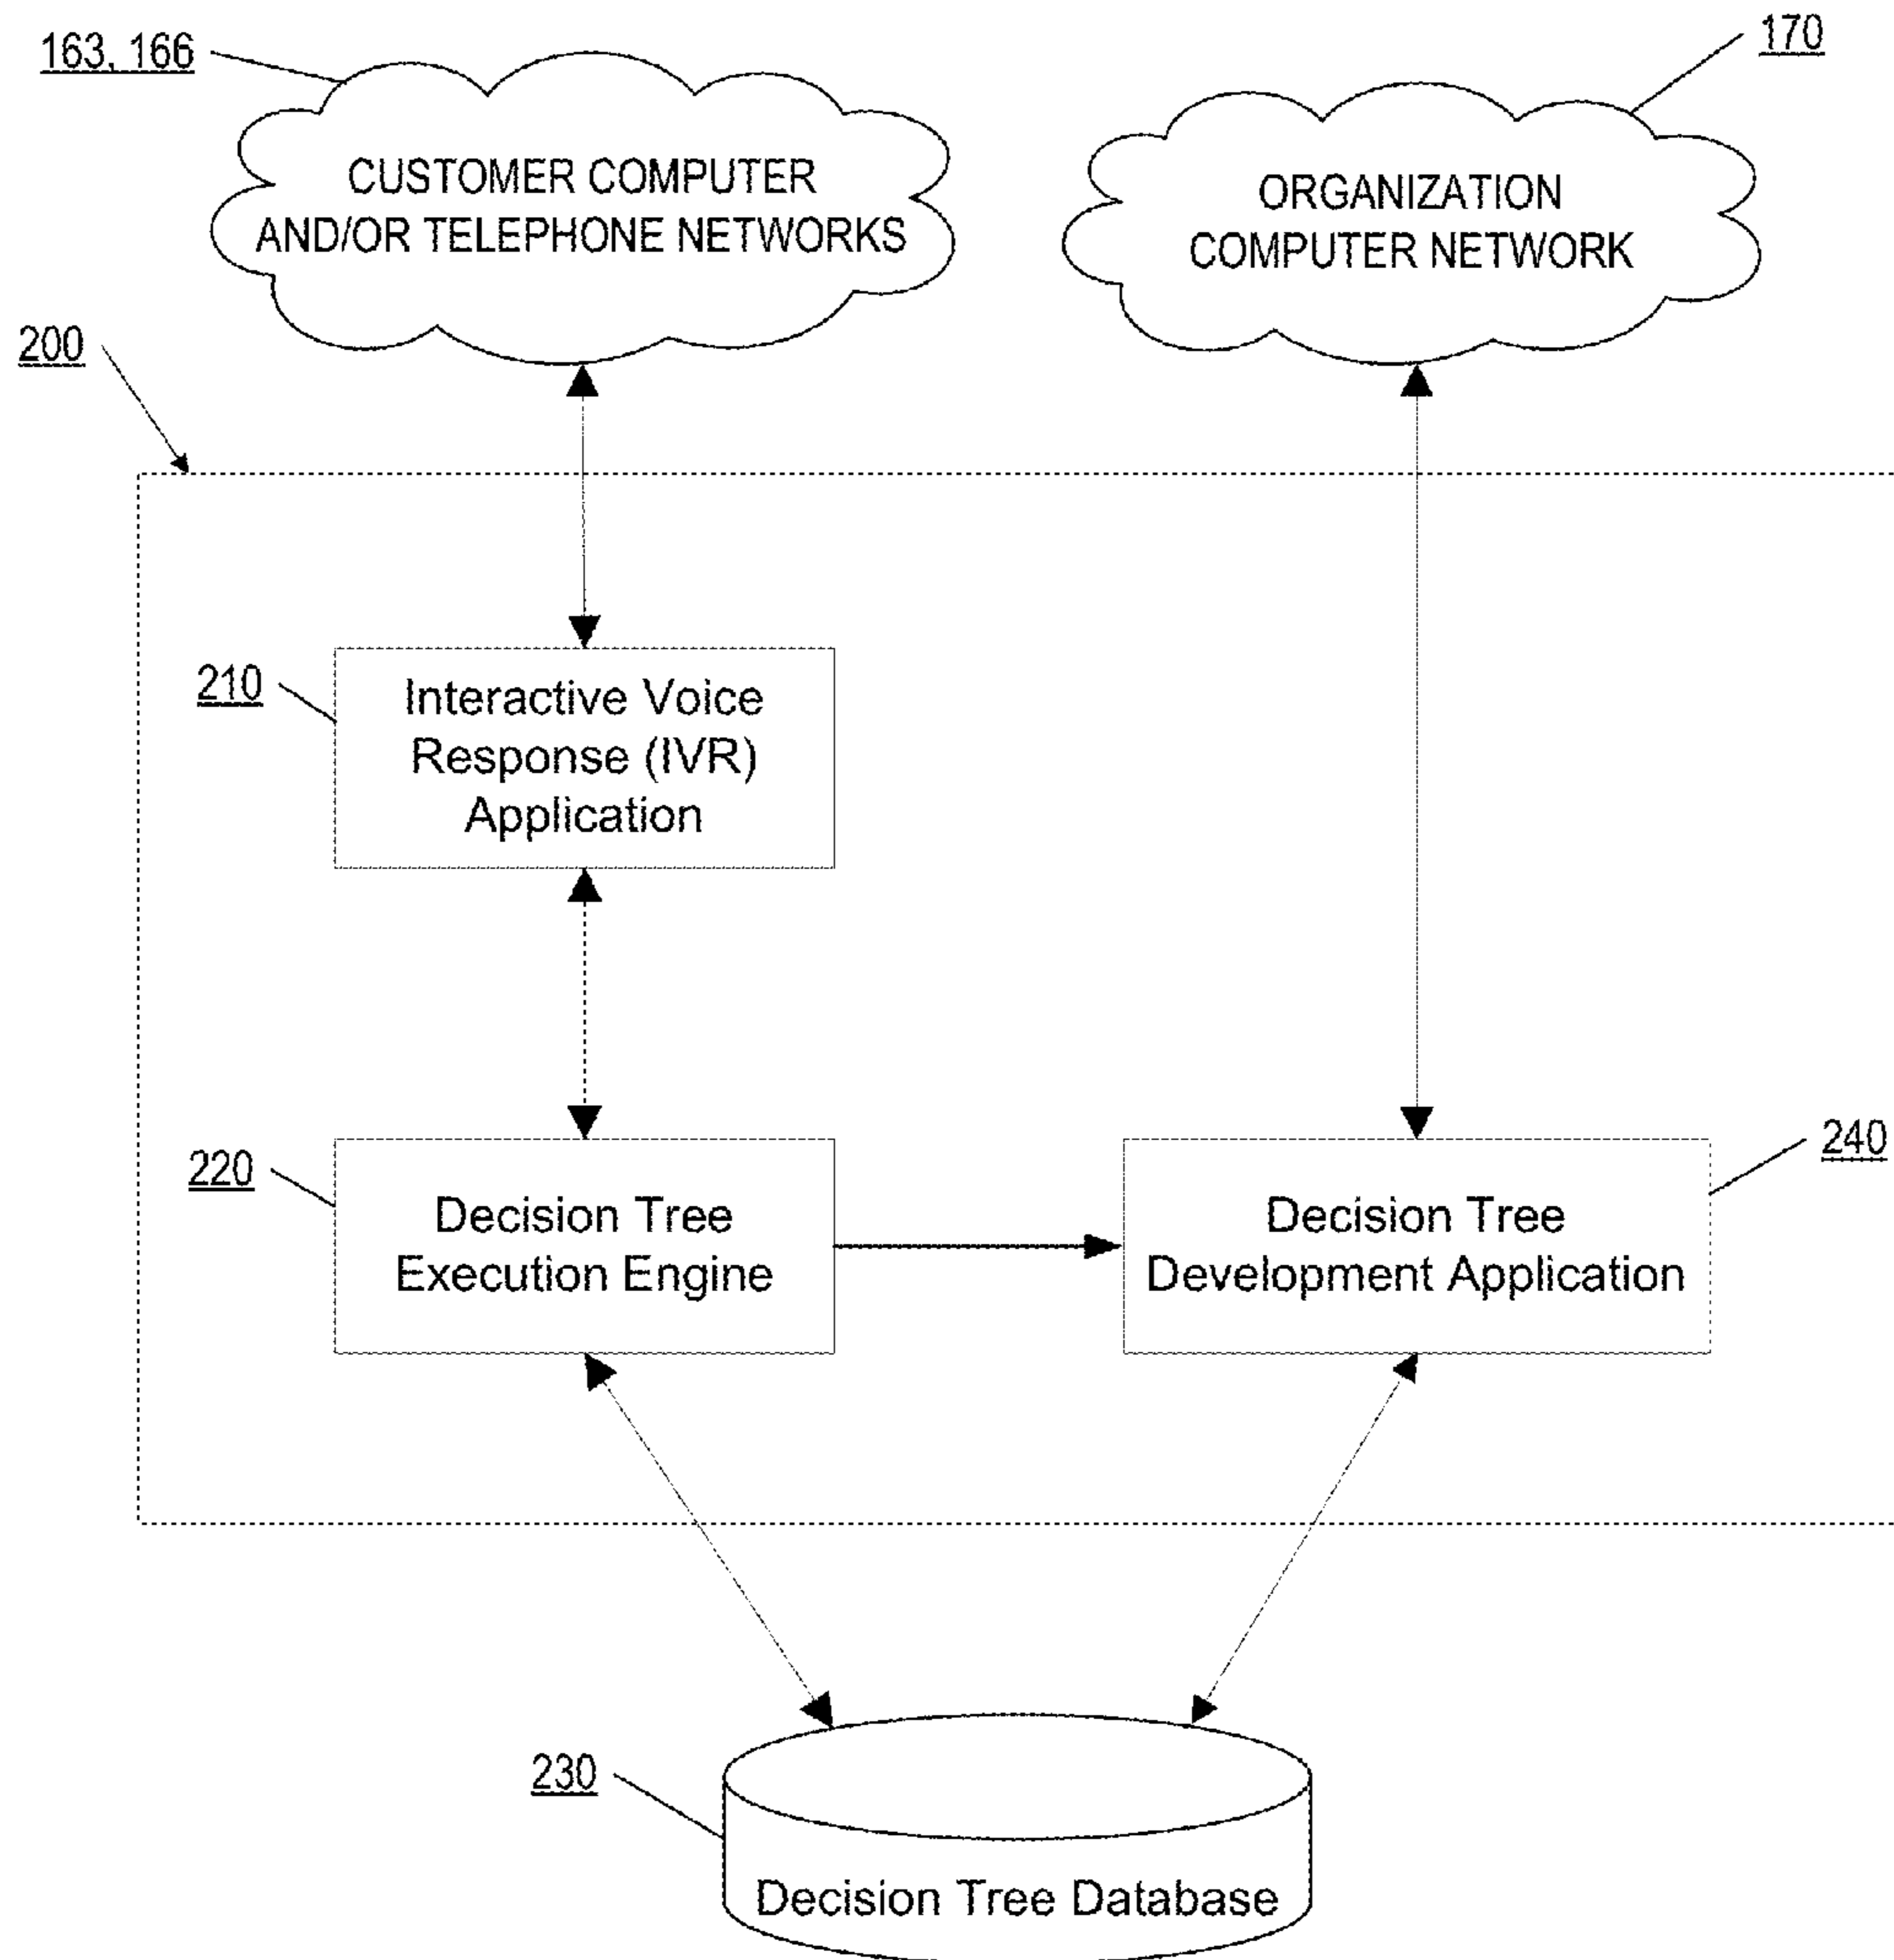 163, 166
170
CUSTOMER COMPUTER
AND/OR TELEPHONE NETWORKS
ORGANIZATION
COMPUTER NETWORK
200
210
Interactive Voice
Response (IVR)
Application
220
Decision Tree
Execution Engine
240
Decision Tree
Development Application
230
Decision Tree Database